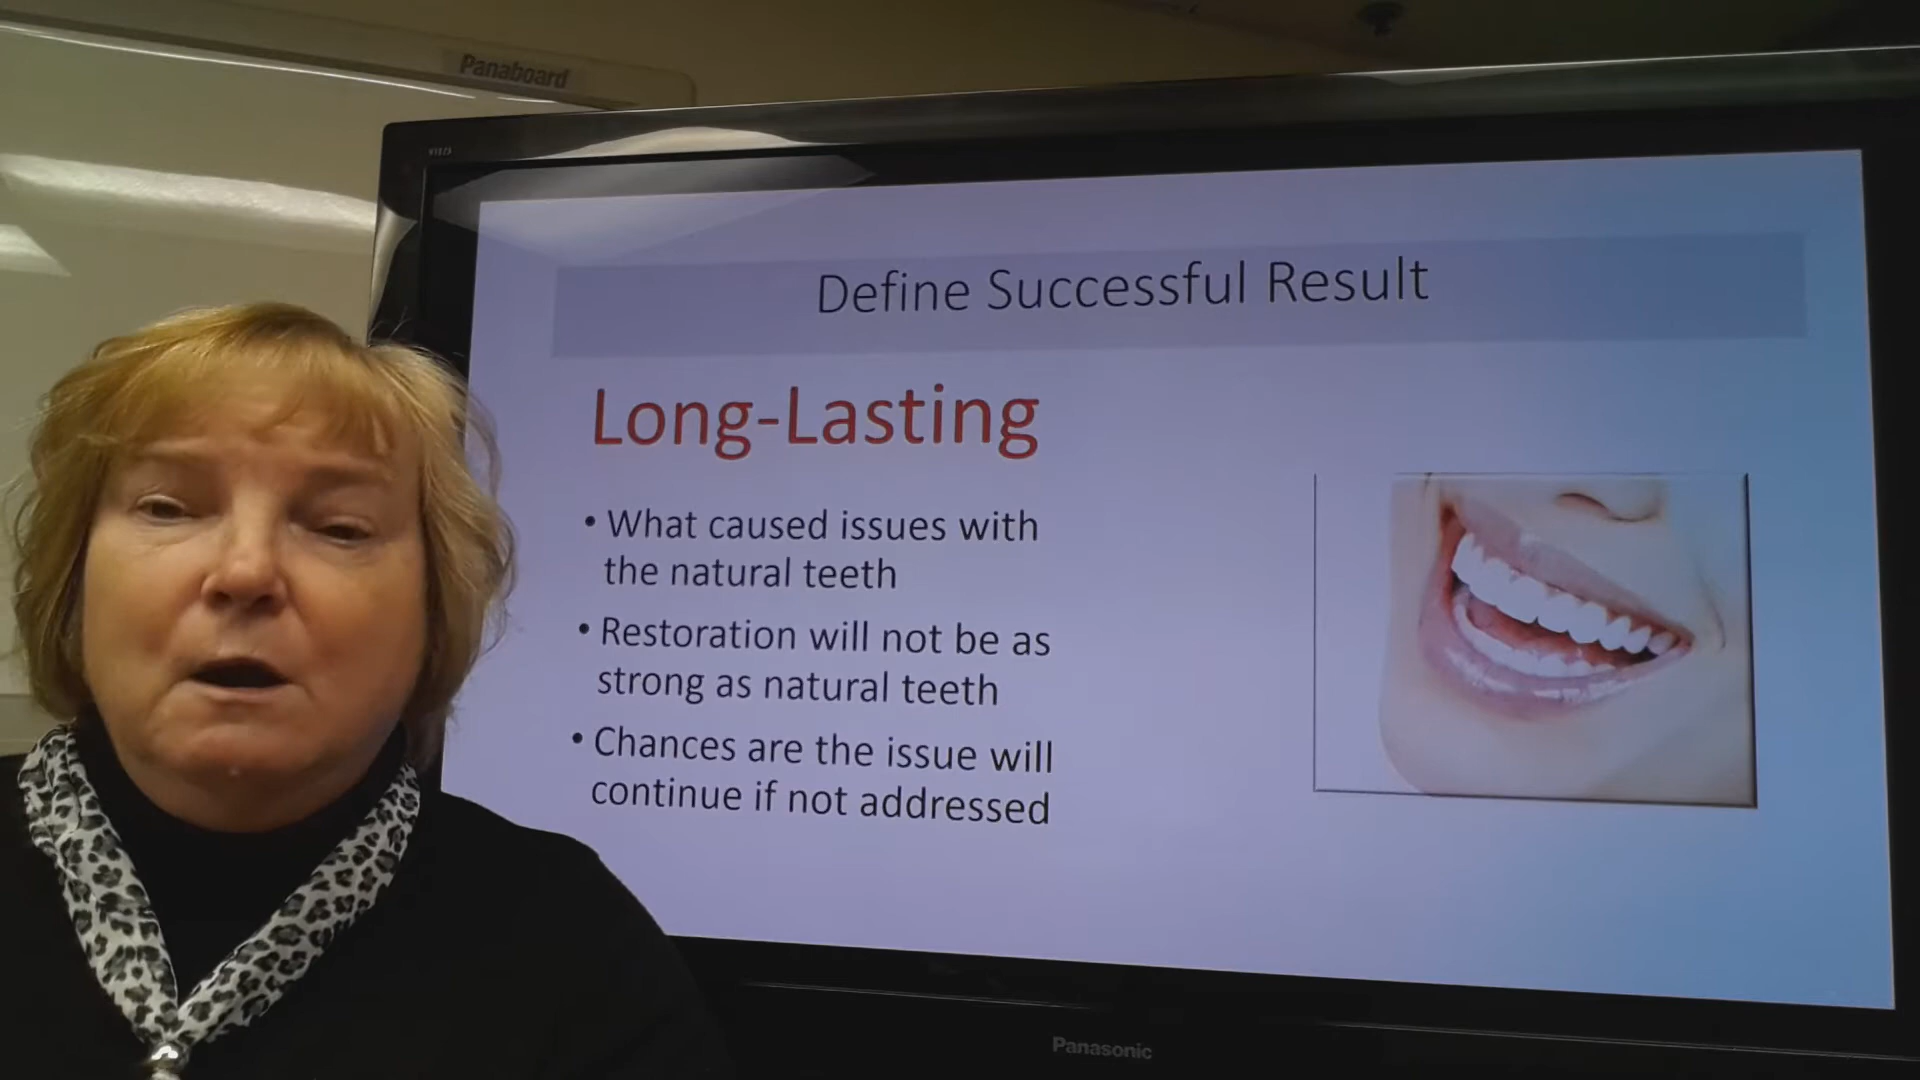 Panaboard
Define Successful Result
Long-Lasting
• What caused issues with
the natural teeth
• Restoration will not be as
strong as natural teeth
• Chances are the issue will
continue if not addressed
Panasonic